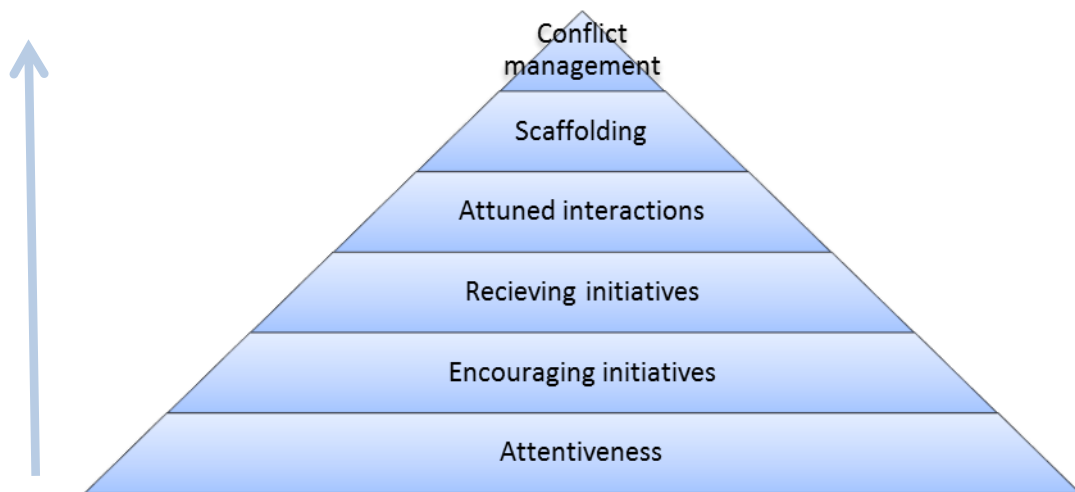 Conflict
management
Scaffolding
Attuned interactions
Recieving initiatives
Encouraging initiatives
Attentiveness